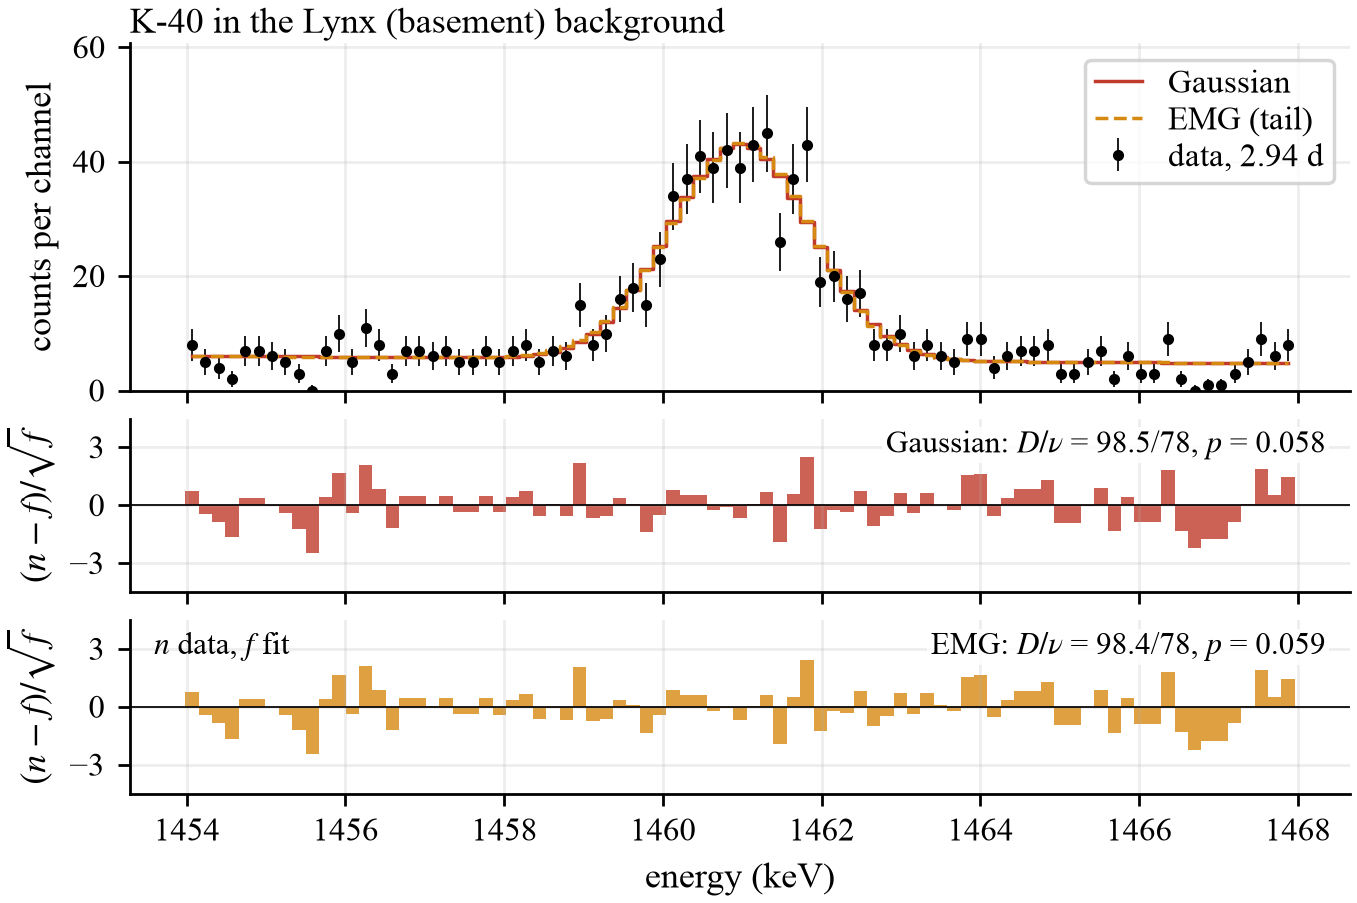 K-40 in the Lynx (basement) background
counts per channel
60
40
20
0
Gaussian
EMG (tail)
data, 2.94 d
(n − f)/√f
3
0
−3
Gaussian: D/ν = 98.5/78, p = 0.058
(n − f)/√f
3
0
−3
n data, f fit
EMG: D/ν = 98.4/78, p = 0.059
1454 1456 1458 1460 1462 1464 1466 1468
energy (keV)